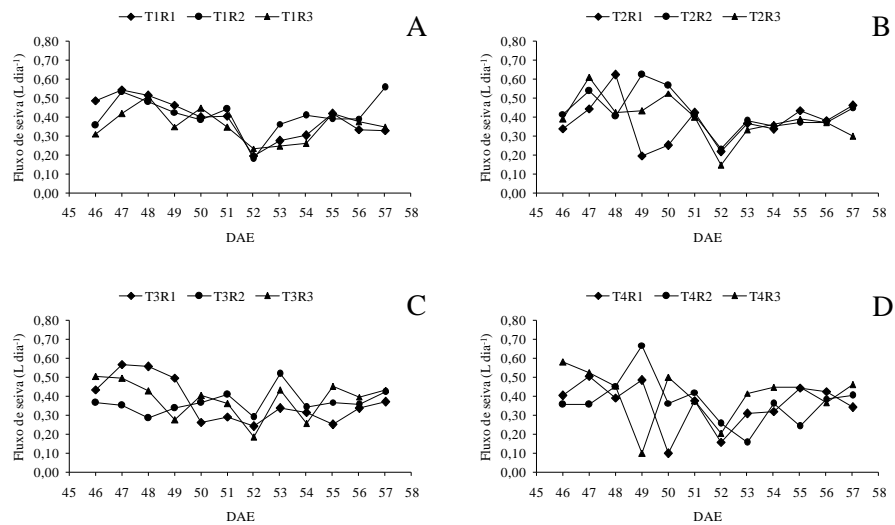 T1R1 T1R2 T1R3
A
0,80
0,70
0,60
0,50
0,40
0,30
0,20
0,10
0,00
Fluxo de seiva (L dia⁻¹)
45 46 47 48 49 50 51 52 53 54 55 56 57 58
DAE
T2R1 T2R2 T2R3
B
0,80
0,70
0,60
0,50
0,40
0,30
0,20
0,10
0,00
Fluxo de seiva (L dia⁻¹)
45 46 47 48 49 50 51 52 53 54 55 56 57 58
DAE
T3R1 T3R2 T3R3
C
0,80
0,70
0,60
0,50
0,40
0,30
0,20
0,10
0,00
Fluxo de seiva (L dia⁻¹)
45 46 47 48 49 50 51 52 53 54 55 56 57 58
DAE
T4R1 T4R2 T4R3
D
0,80
0,70
0,60
0,50
0,40
0,30
0,20
0,10
0,00
Fluxo de seiva (L dia⁻¹)
45 46 47 48 49 50 51 52 53 54 55 56 57 58
DAE